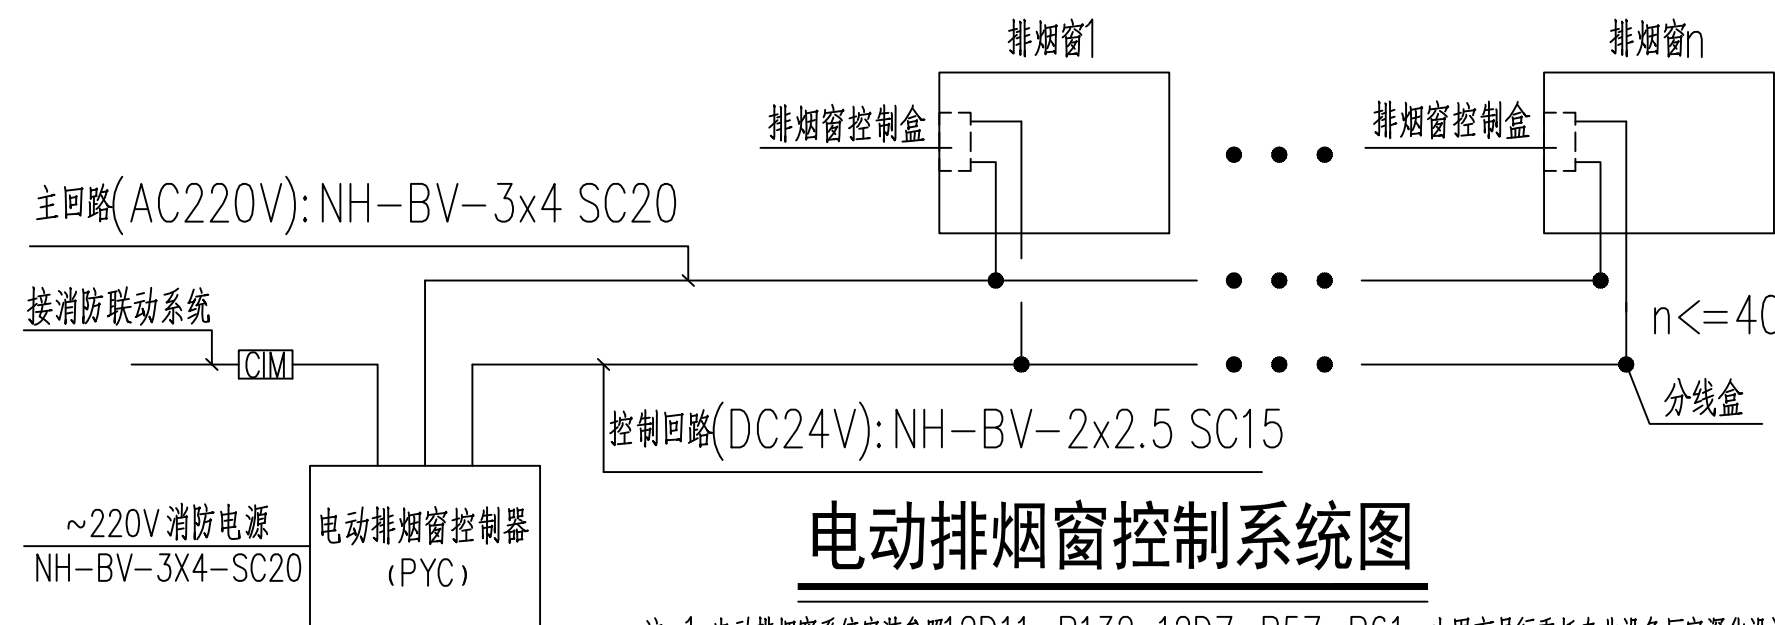 排烟窗1
排烟窗n
排烟窗控制盒
排烟窗控制盒
主回路(AC220V): NH-BV-3x4 SC20
接消防联动系统
CIM
n<=40
分线盒
控制回路(DC24V): NH-BV-2x2.5 SC15
~220V消防电源
NH-BV-3X4-SC20
电动排烟窗控制器
(PYC)
电动排烟窗控制系统图